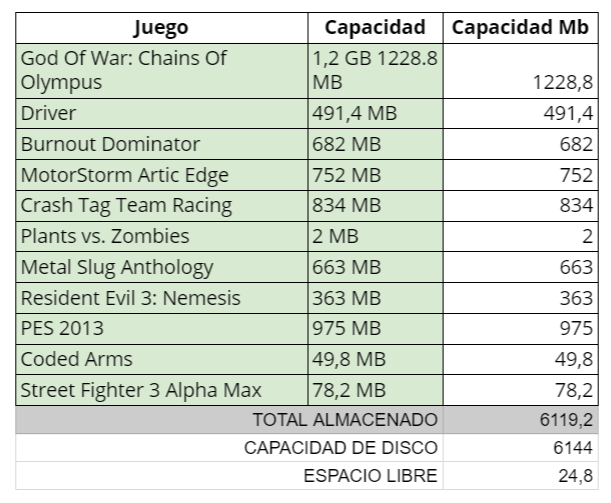 Juego Capacidad Capacidad Mb
God Of War: Chains Of 1,2 GB 1228.8
Olympus MB 1228,8
Driver 491,4 MB 491,4
Burnout Dominator 682 MB 682
MotorStorm Artic Edge 752 MB 752
Crash Tag Team Racing 834 MB 834
Plants vs. Zombies 2 MB 2
Metal Slug Anthology 663 MB 663
Resident Evil 3: Nemesis 363 MB 363
PES 2013 975 MB 975
Coded Arms 49,8 MB 49,8
Street Fighter 3 Alpha Max 78,2 MB 78,2
TOTAL ALMACENADO 6119,2
CAPACIDAD DE DISCO 6144
ESPACIO LIBRE 24,8